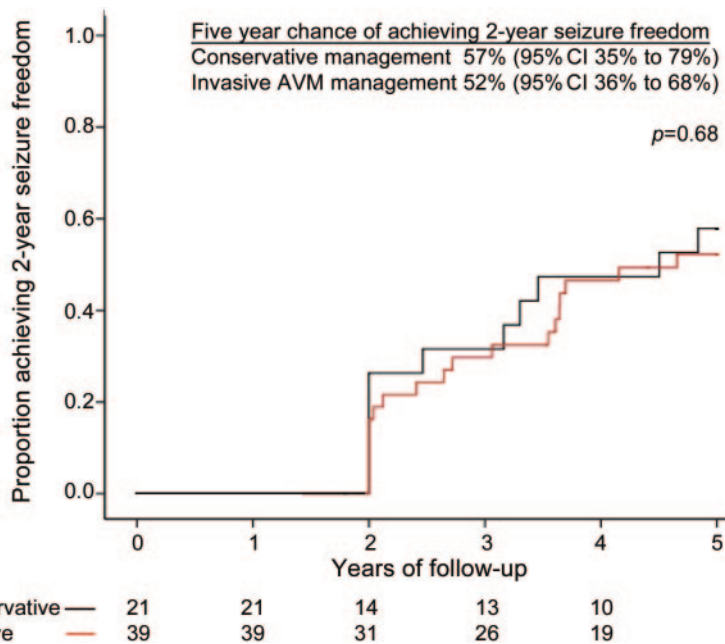 Five year chance of achieving 2-year seizure freedom
Conservative management 57% (95% CI 35% to 79%)
Invasive AVM management 52% (95% CI 36% to 68%)
p=0.68
Proportion achieving 2-year seizure freedom
1.0
0.8
0.6
0.4
0.2
0.0
0 1 2 3 4 5
Years of follow-up
rvative 21 21 14 13 10
ve 39 39 31 26 19